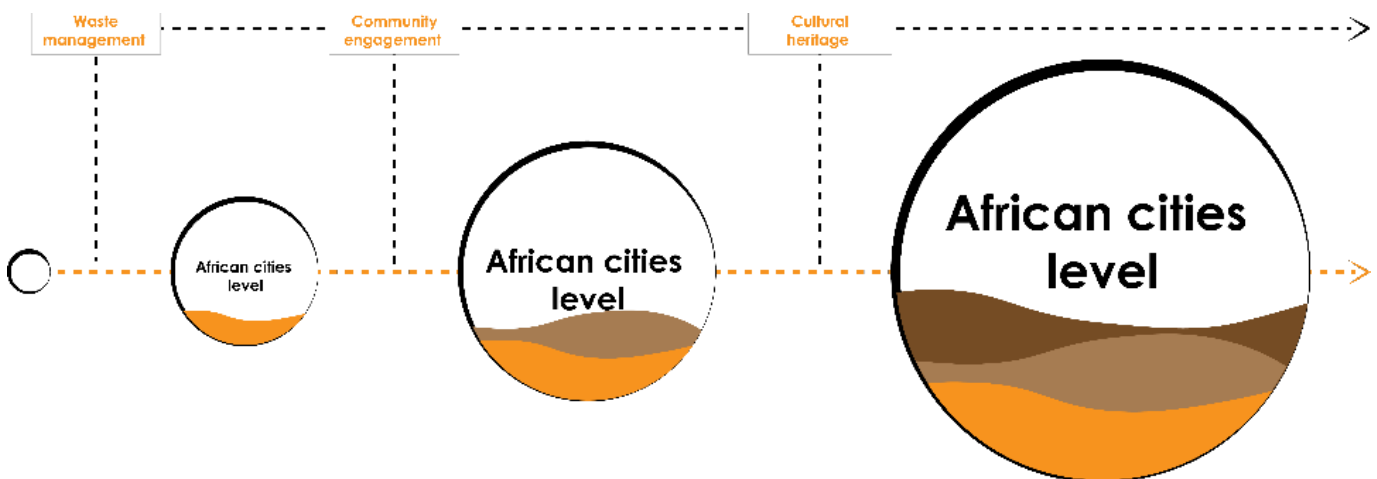 Waste
management
Community
engagement
Cultural
heritage
African cities
level
African cities
level
African cities
level